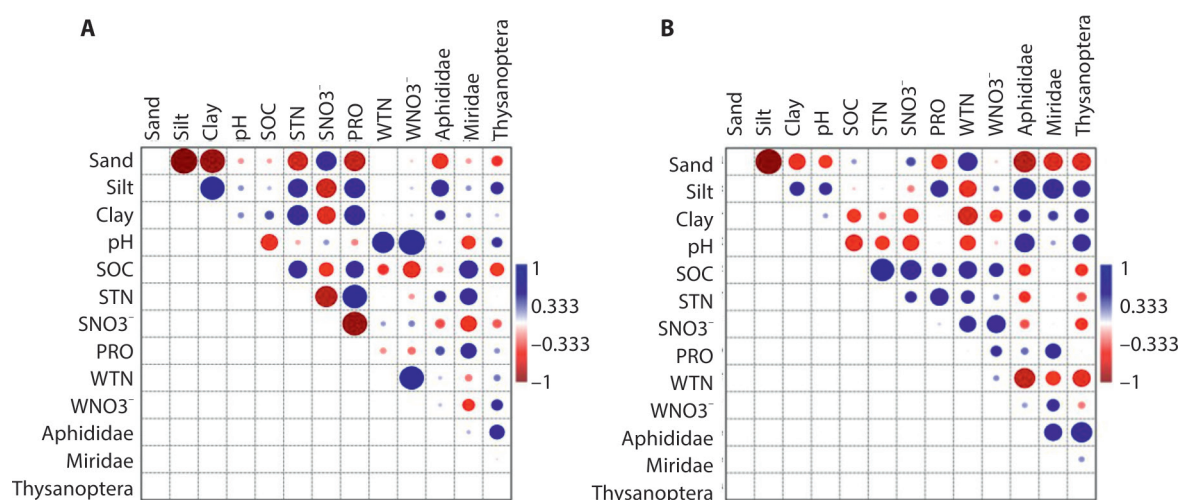 A
Sand
Silt
Clay
pH
SOC
STN
SNO3⁻
PRO
WTN
WNO3⁻
Aphididae
Miridae
Thysanoptera
Sand
Silt
Clay
pH
SOC
STN
SNO3⁻
PRO
WTN
WNO3⁻
Aphididae
Miridae
Thysanoptera
1
0.333
−0.333
−1
B
Sand
Silt
Clay
pH
SOC
STN
SNO3⁻
PRO
WTN
WNO3⁻
Aphididae
Miridae
Thysanoptera
Sand
Silt
Clay
pH
SOC
STN
SNO3⁻
PRO
WTN
WNO3⁻
Aphididae
Miridae
Thysanoptera
1
0.333
−0.333
−1